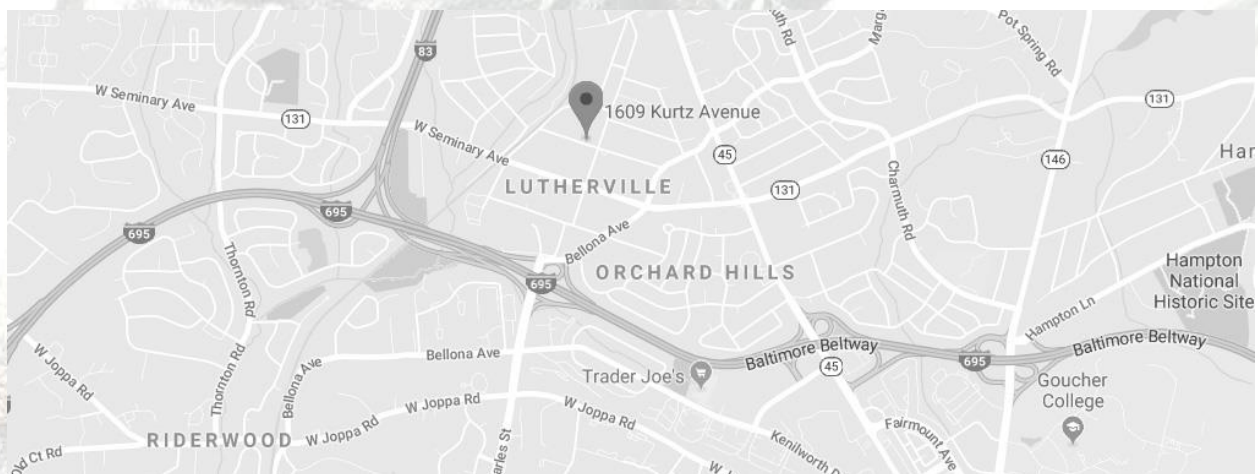 83
W Seminary Ave
131
1609 Kurtz Avenue
W Seminary Ave
LUTHERVILLE
45
131
Pot Spring Rd
131
146
Charmuth Rd
695
695
Thornton Rd
Bellona Ave
695
ORCHARD HILLS
Hampton
National
Historic Site
Hampton Ln
Baltimore Beltway
Baltimore Beltway
W Joppa Rd
Thornton Rd
Bellona Ave
Bellona Ave
Trader Joe's
45
695
Goucher
College
W Joppa Rd
W Joppa Rd
W Joppa Rd
RIDERWOOD
Fairmount Ave